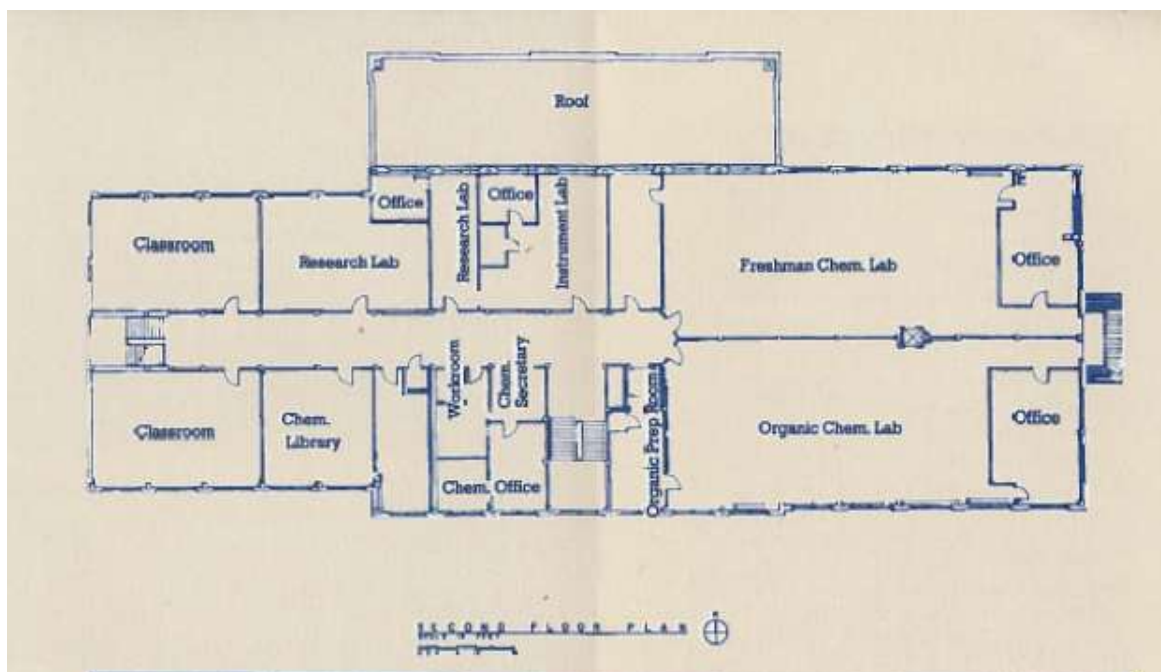 Roof
Office
Office
Research Lab
Instrument Lab
Classroom
Research Lab
Freshman Chem. Lab
Office
Workroom
Chem.
Secretary
Organic Prep Room
Classroom
Chem.
Library
Organic Chem. Lab
Office
Chem. Office
SECOND FLOOR PLAN
N